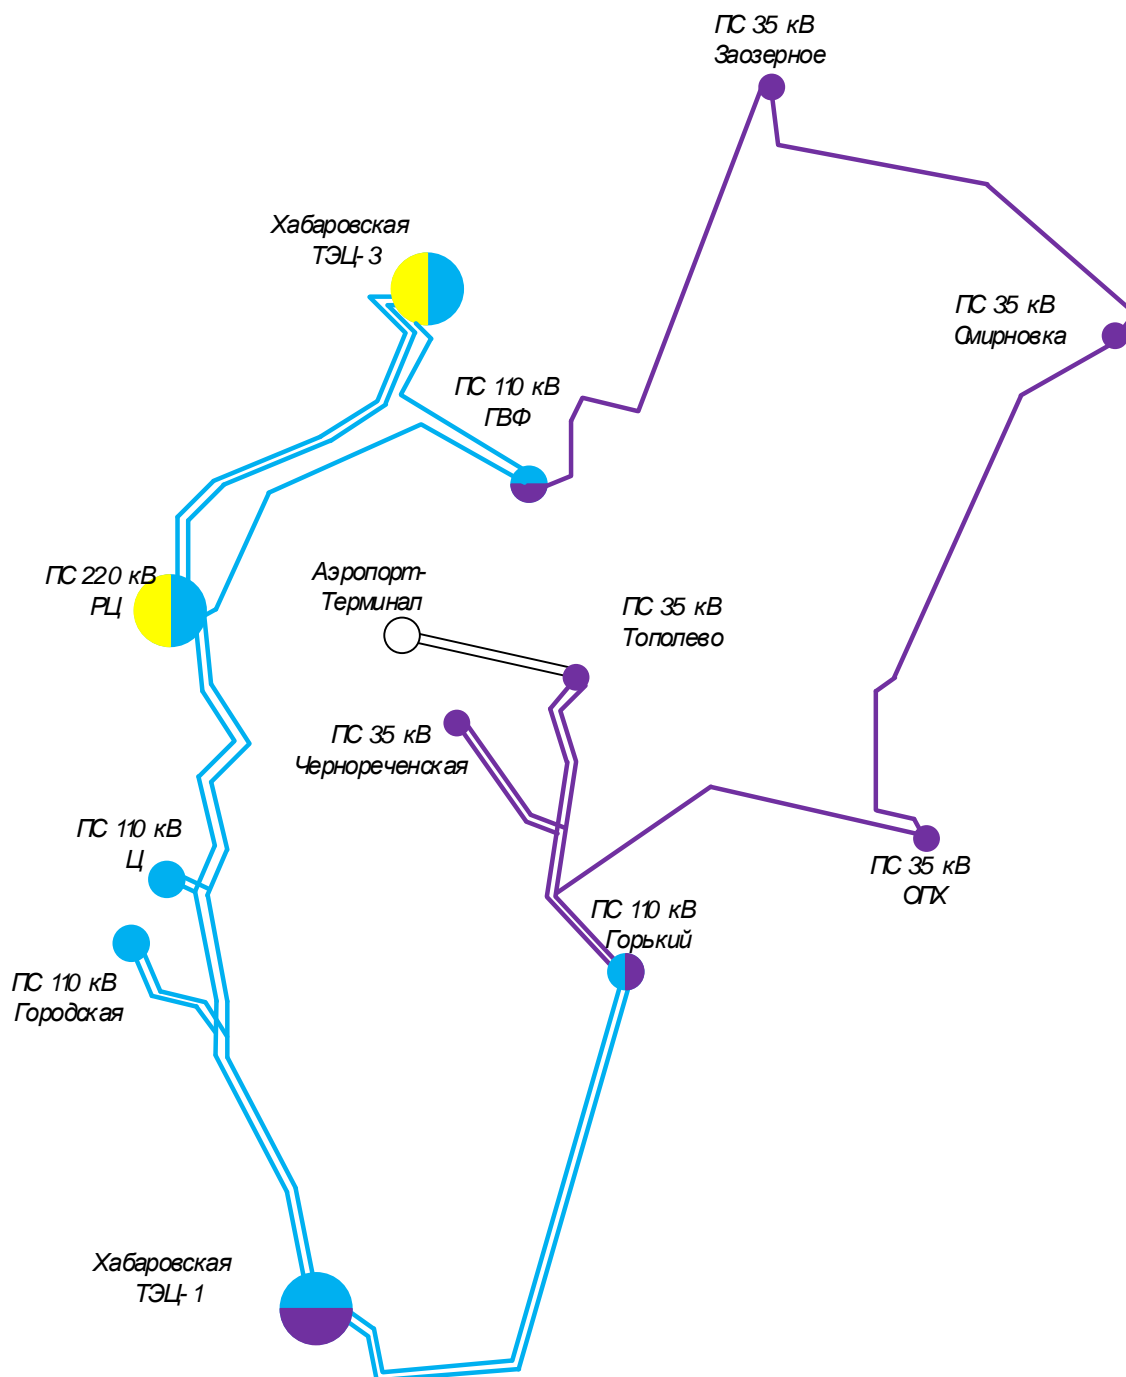 ПС 35 кВ
Заозерное
Хабаровская
ТЭЦ-3
ПС 35 кВ
Смирновка
ПС 110 кВ
ГВФ
ПС 220 кВ
РЦ
Аэропорт-
Терминал
ПС 35 кВ
Тополево
ПС 35 кВ
Чернореченская
ПС 110 кВ
Ц
ПС 35 кВ
ОПХ
ПС 110 кВ
Горький
ПС 110 кВ
Городская
Хабаровская
ТЭЦ-1